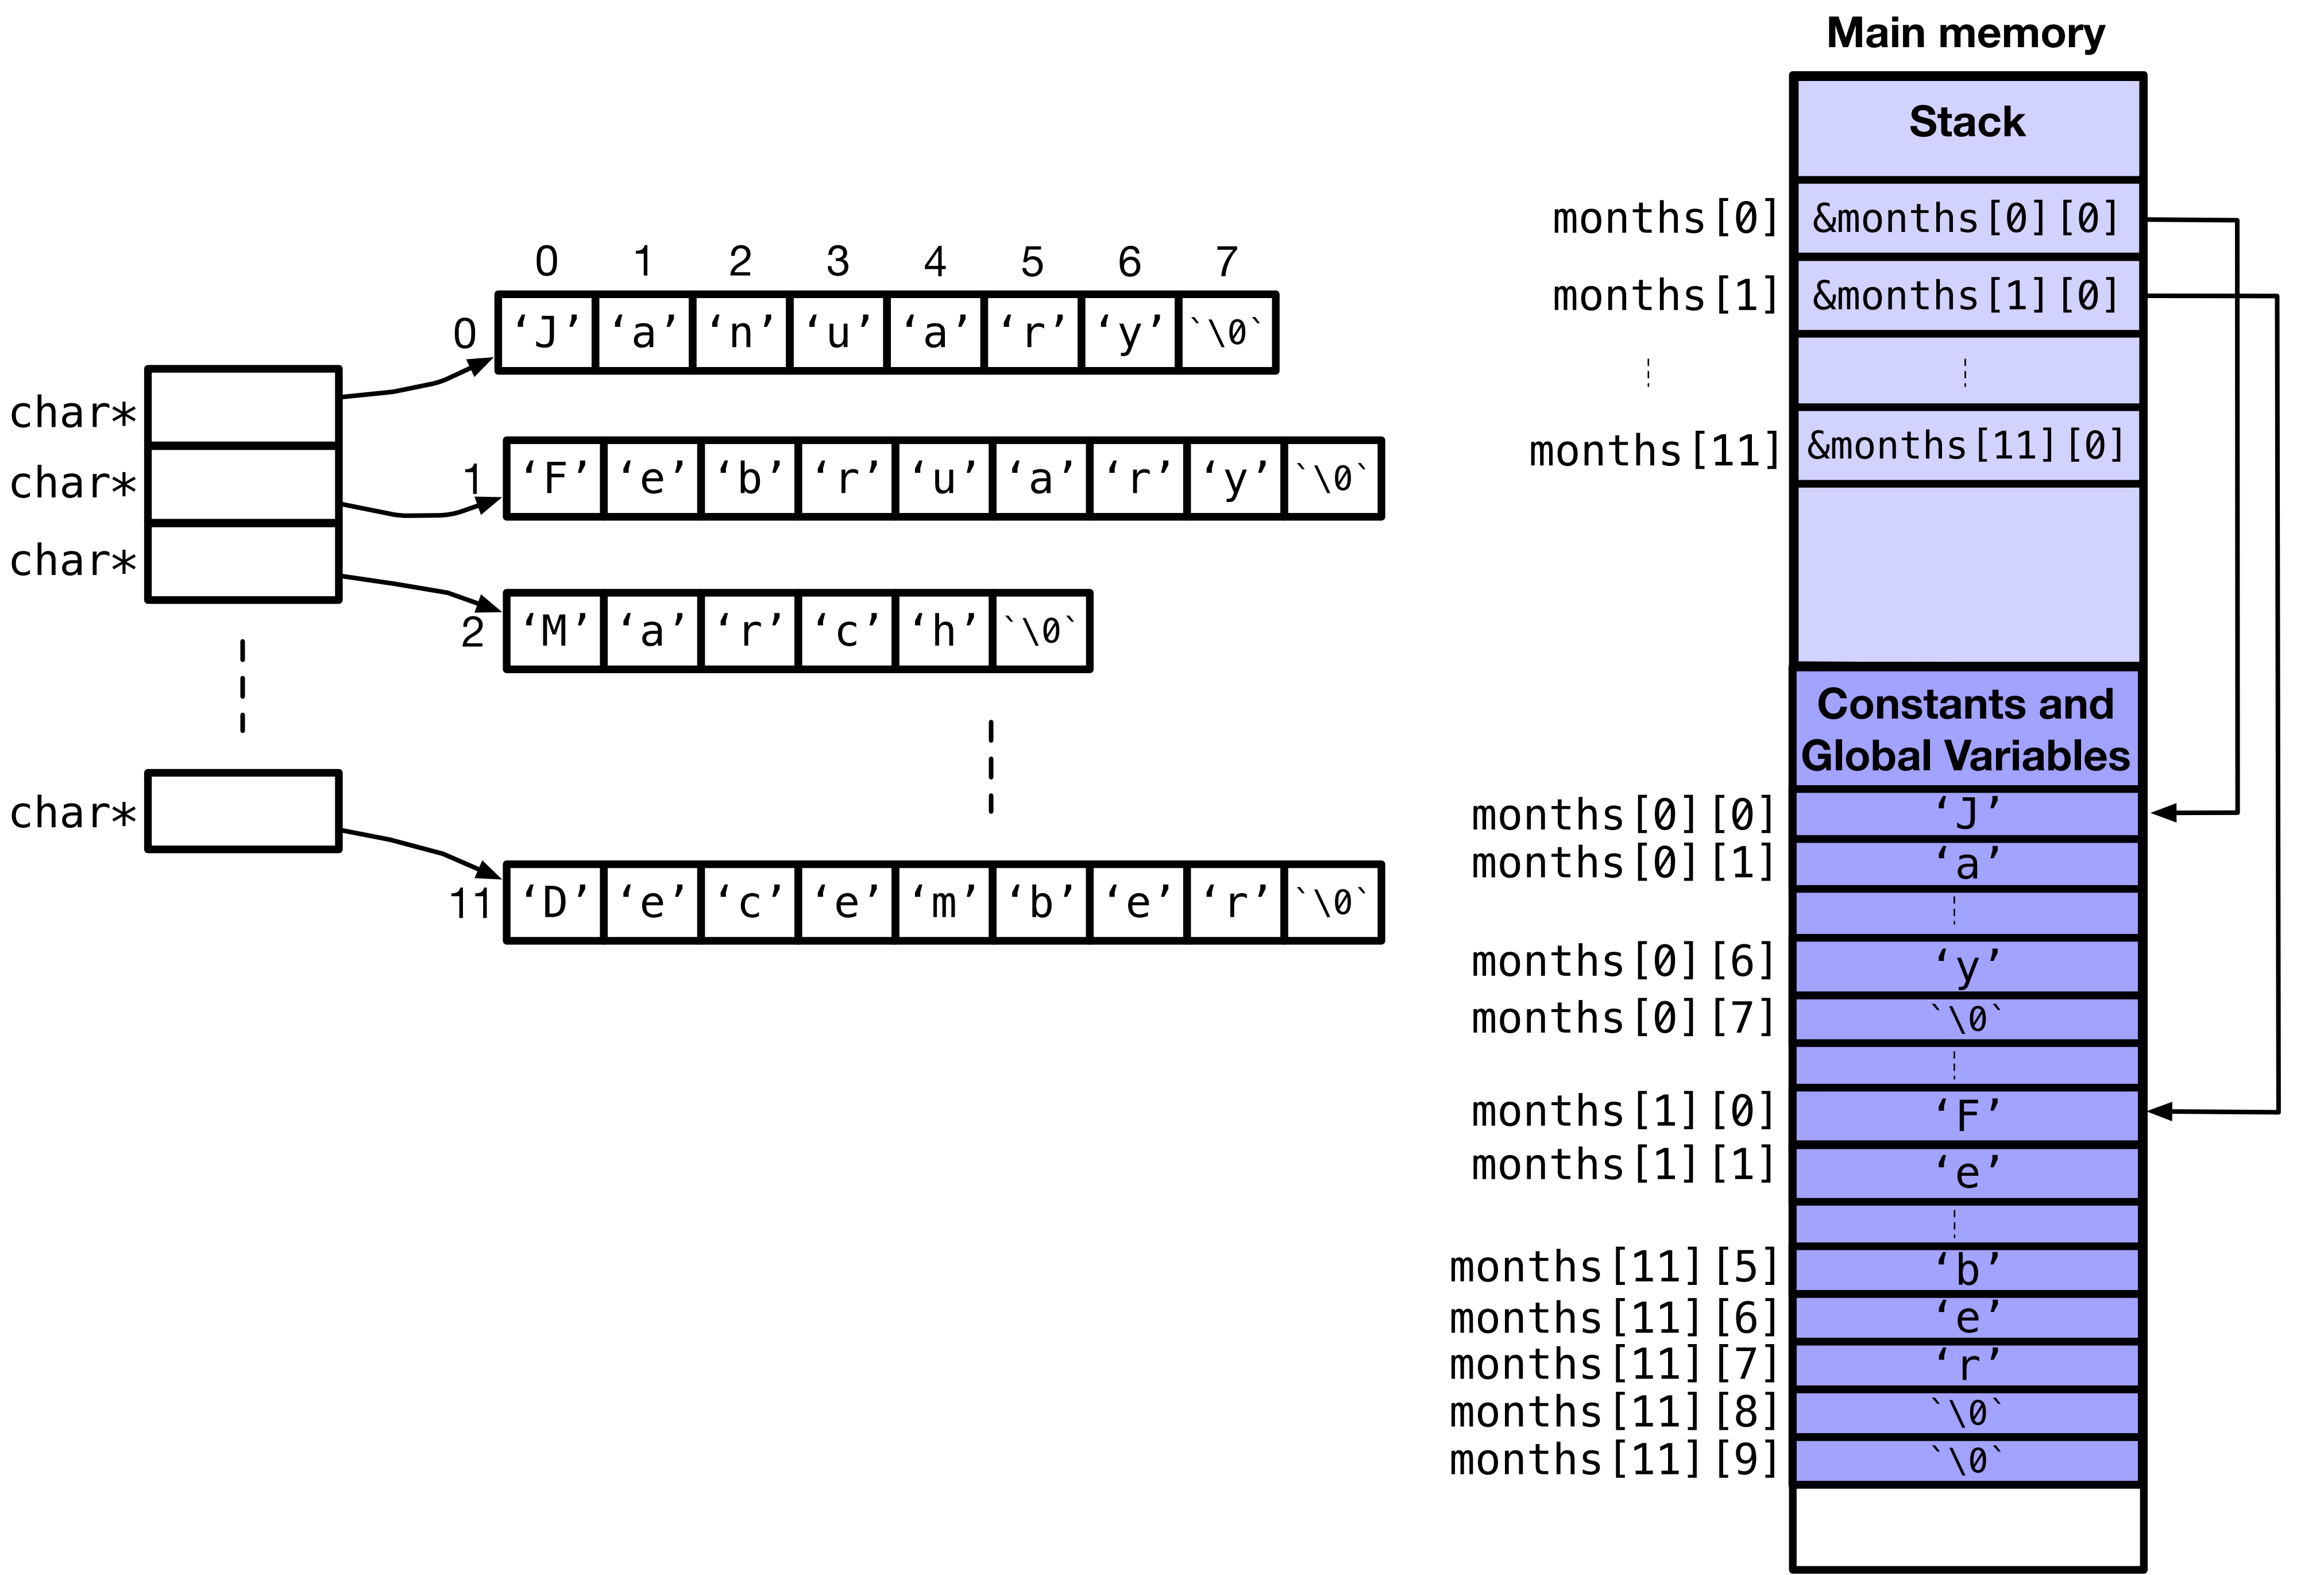 0 1 2 3 4 5 6 7
0 ‘J’ ‘a’ ‘n’ ‘u’ ‘a’ ‘r’ ‘y’ `\0`
char*
1 ‘F’ ‘e’ ‘b’ ‘r’ ‘u’ ‘a’ ‘r’ ‘y’ `\0`
char*
char*
2 ‘M’ ‘a’ ‘r’ ‘c’ ‘h’ `\0`
char*
11 ‘D’ ‘e’ ‘c’ ‘e’ ‘m’ ‘b’ ‘e’ ‘r’ `\0`
Main memory
Stack
months[0] &months[0][0]
months[1] &months[1][0]
months[11] &months[11][0]
Constants and
Global Variables
months[0][0] ‘J’
months[0][1] ‘a’
months[0][6] ‘y’
months[0][7] `\0`
months[1][0] ‘F’
months[1][1] ‘e’
months[11][5] ‘b’
months[11][6] ‘e’
months[11][7] ‘r’
months[11][8] `\0`
months[11][9] `\0`